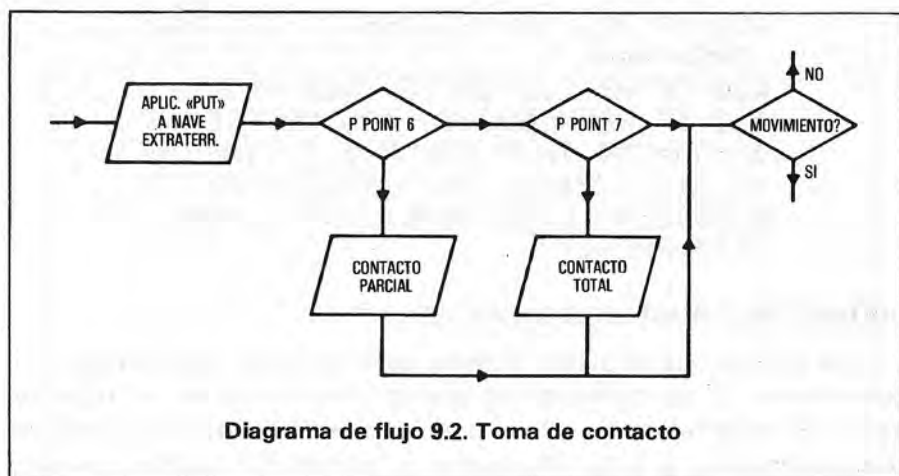 APLIC. «PUT»
A NAVE
EXTRATERR.
P POINT 6
P POINT 7
NO
MOVIMIENTO?
SI
CONTACTO
PARCIAL
CONTACTO
TOTAL
Diagrama de flujo 9.2. Toma de contacto